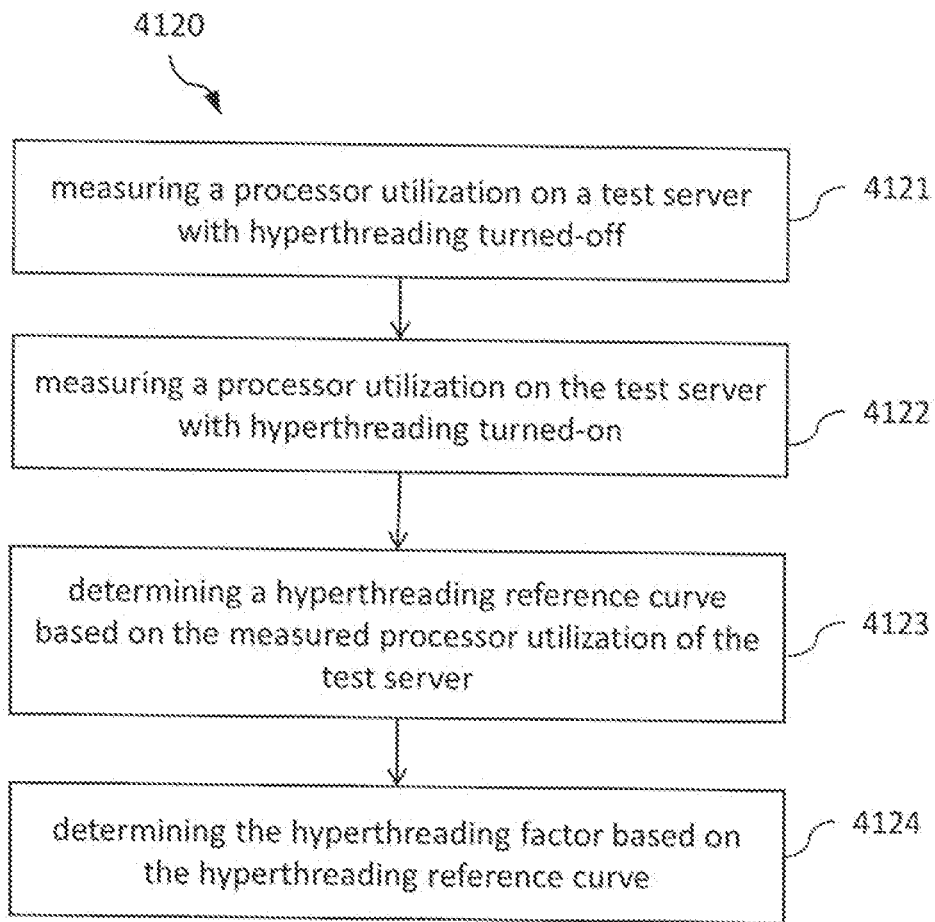 4120
measuring a processor utilization on a test server
with hyperthreading turned-off
4121
measuring a processor utilization on the test server
with hyperthreading turned-on
4122
determining a hyperthreading reference curve
based on the measured processor utilization of the
test server
4123
determining the hyperthreading factor based on
the hyperthreading reference curve
4124